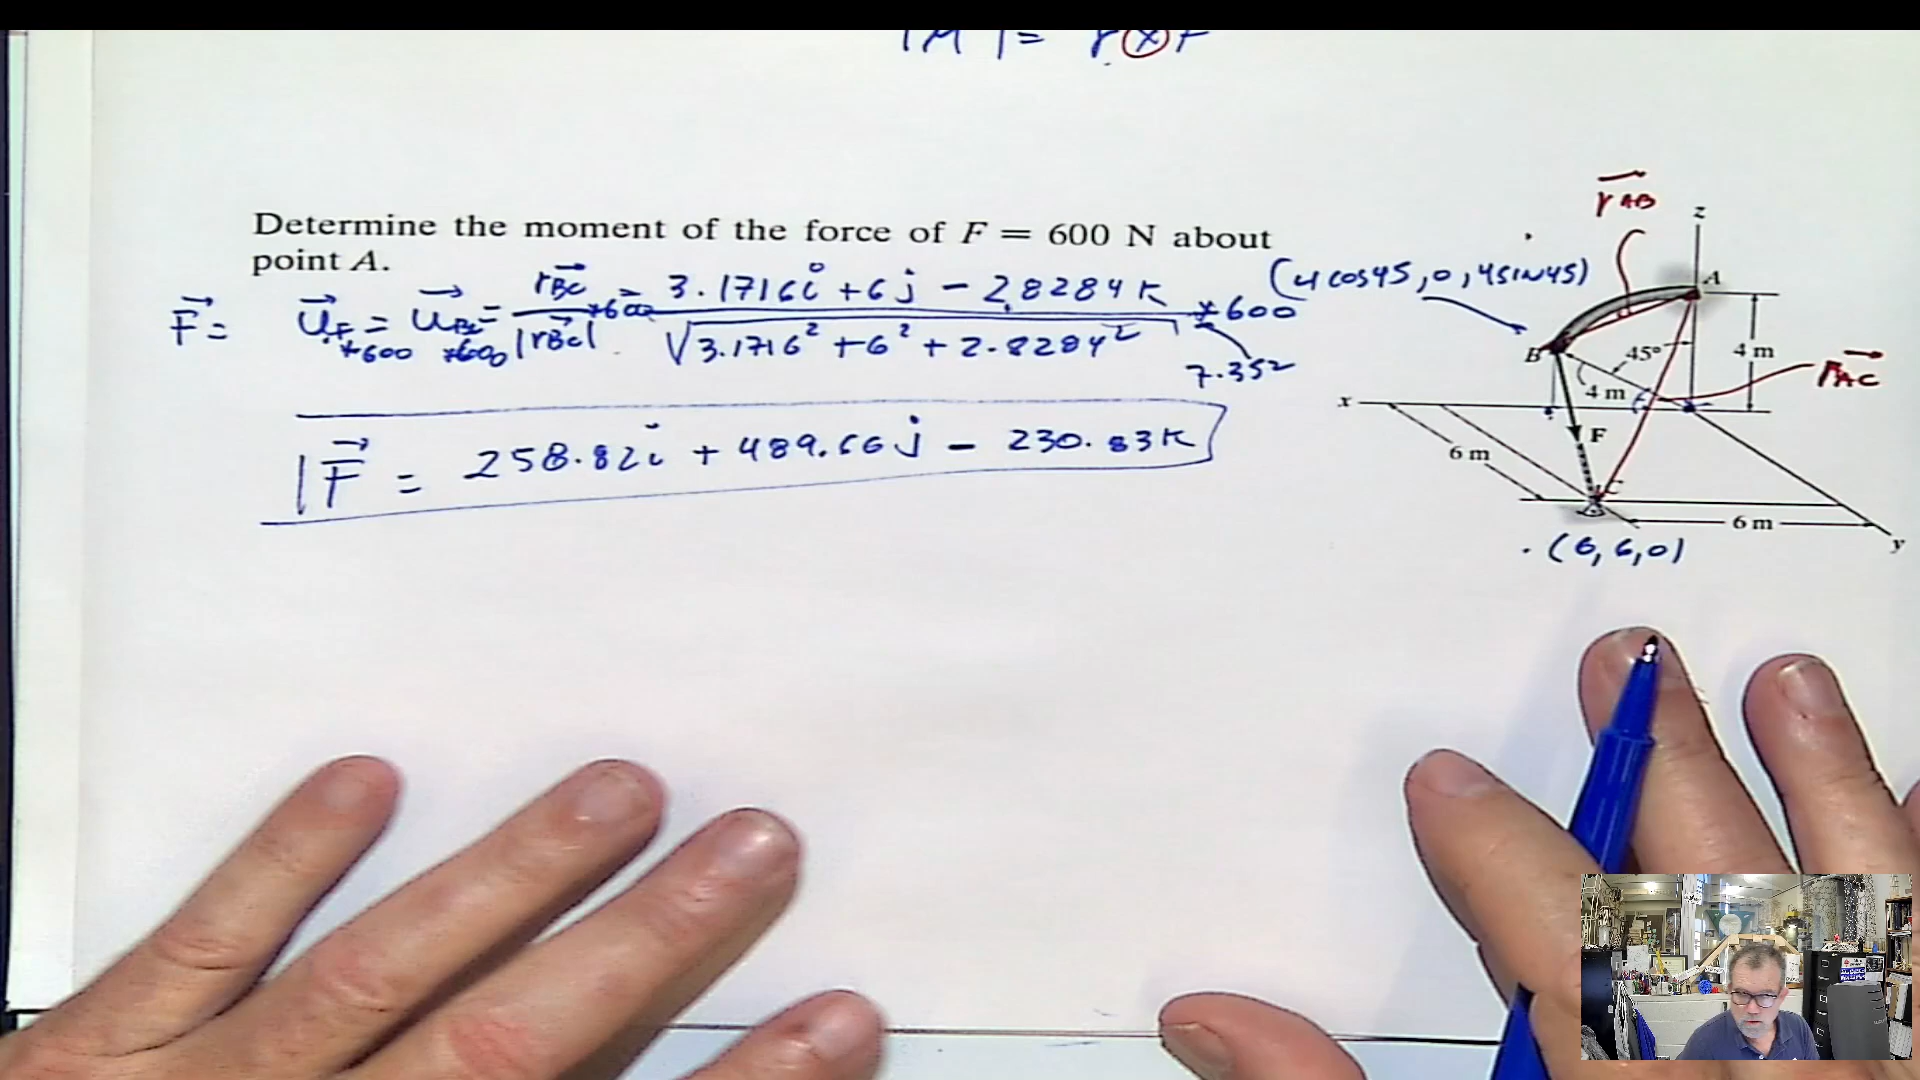 |M| = r⊗F
Determine the moment of the force of F = 600 N about
point A.
F⃗ = u⃗F *600 = u⃗BC *600 = r⃗BC / |r⃗BC| *600 = 3.1716i + 6j - 2.8284k / √3.1716² + 6² + 2.8284² * 600
7.352
F⃗ = 258.82i + 489.66j - 230.83k
r⃗AB
z
(4cos45, 0, 4sin45)
A
B
45°
4 m
r⃗AC
4 m
x
F
6 m
C
6 m
y
(6, 6, 0)